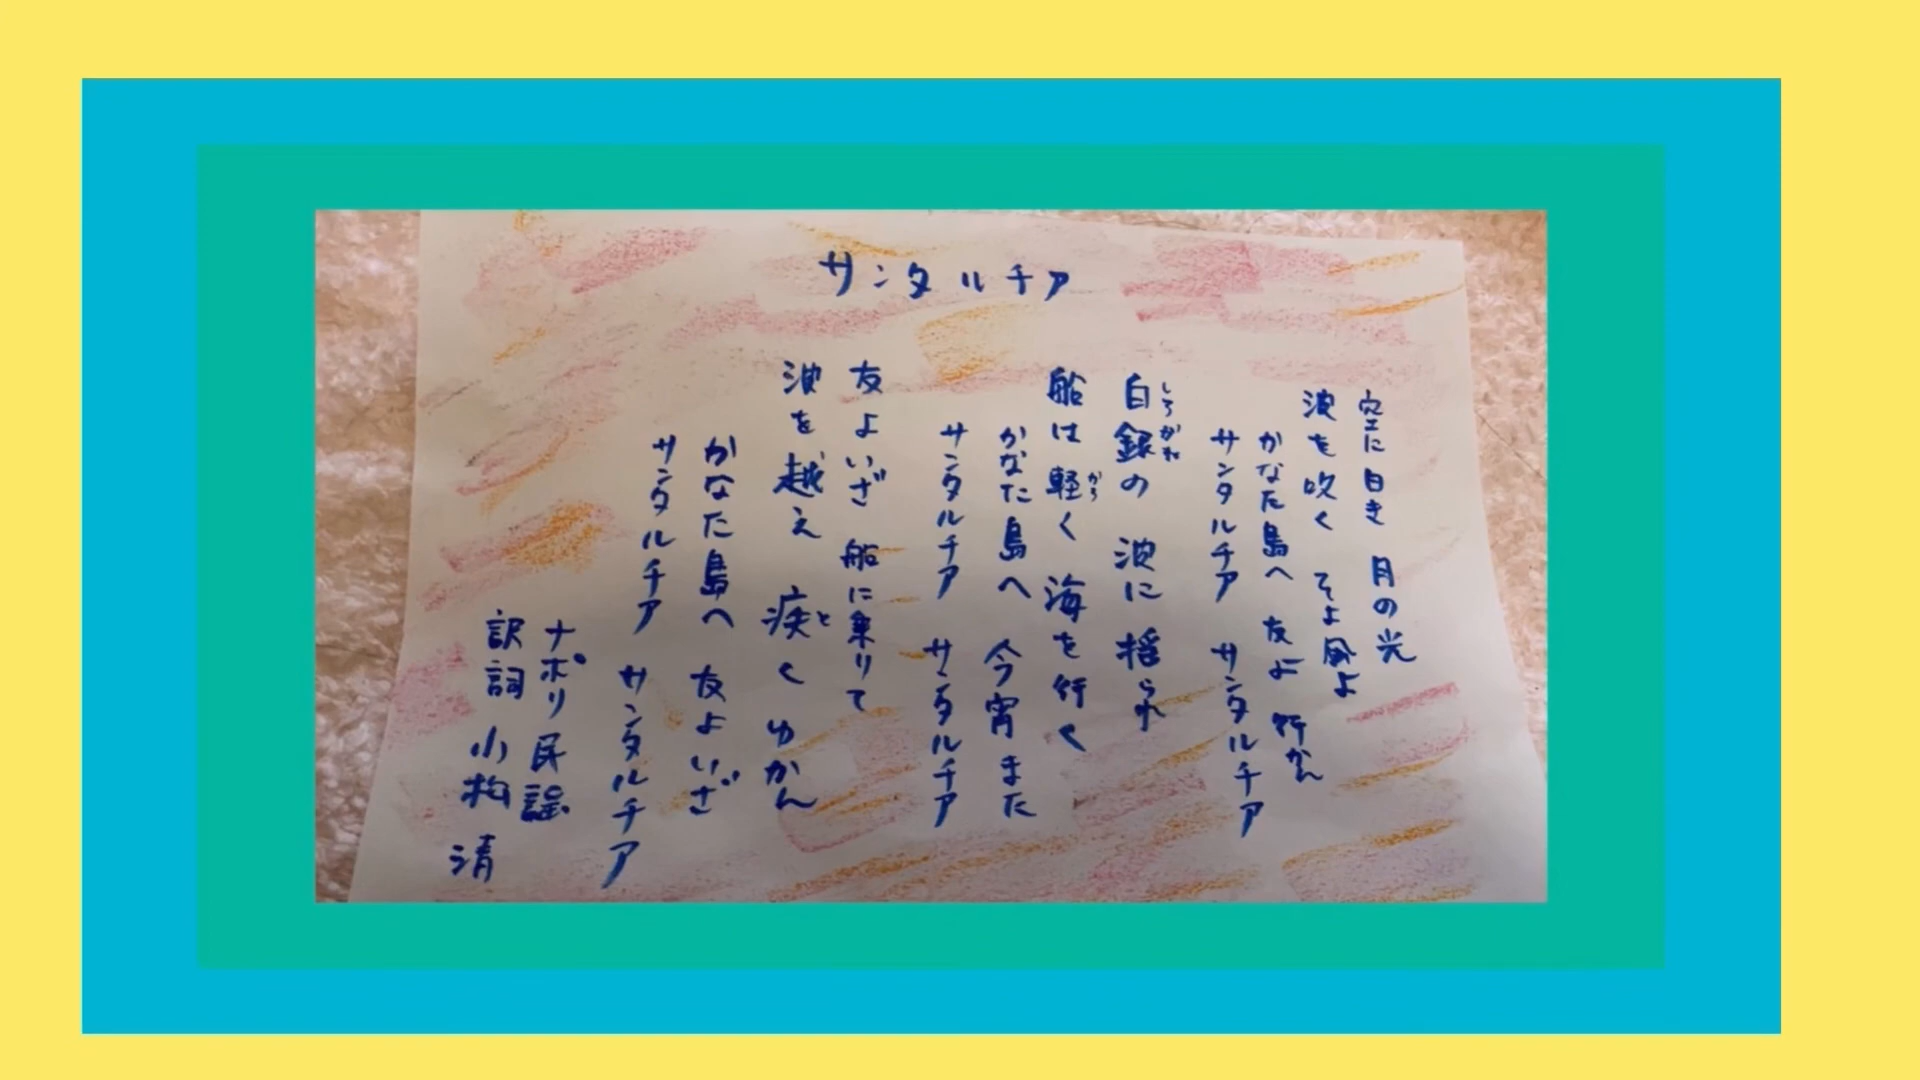 サンタルチア
空に白き 月の光
波を吹く そよ風よ
かなた島へ 友よ 行かん
サンタルチア サンタルチア
白銀の 波に 揺られ
しろがね
船は軽く 海を行く
かろ
かなた島へ 今宵また
サンタルチア サンタルチア
友よいざ 船に乗りて
波を越え 疾く ゆかん
と
かなた島へ 友よいざ
サンタルチア サンタルチア
ナポリ民謡
訳詞 小松 清